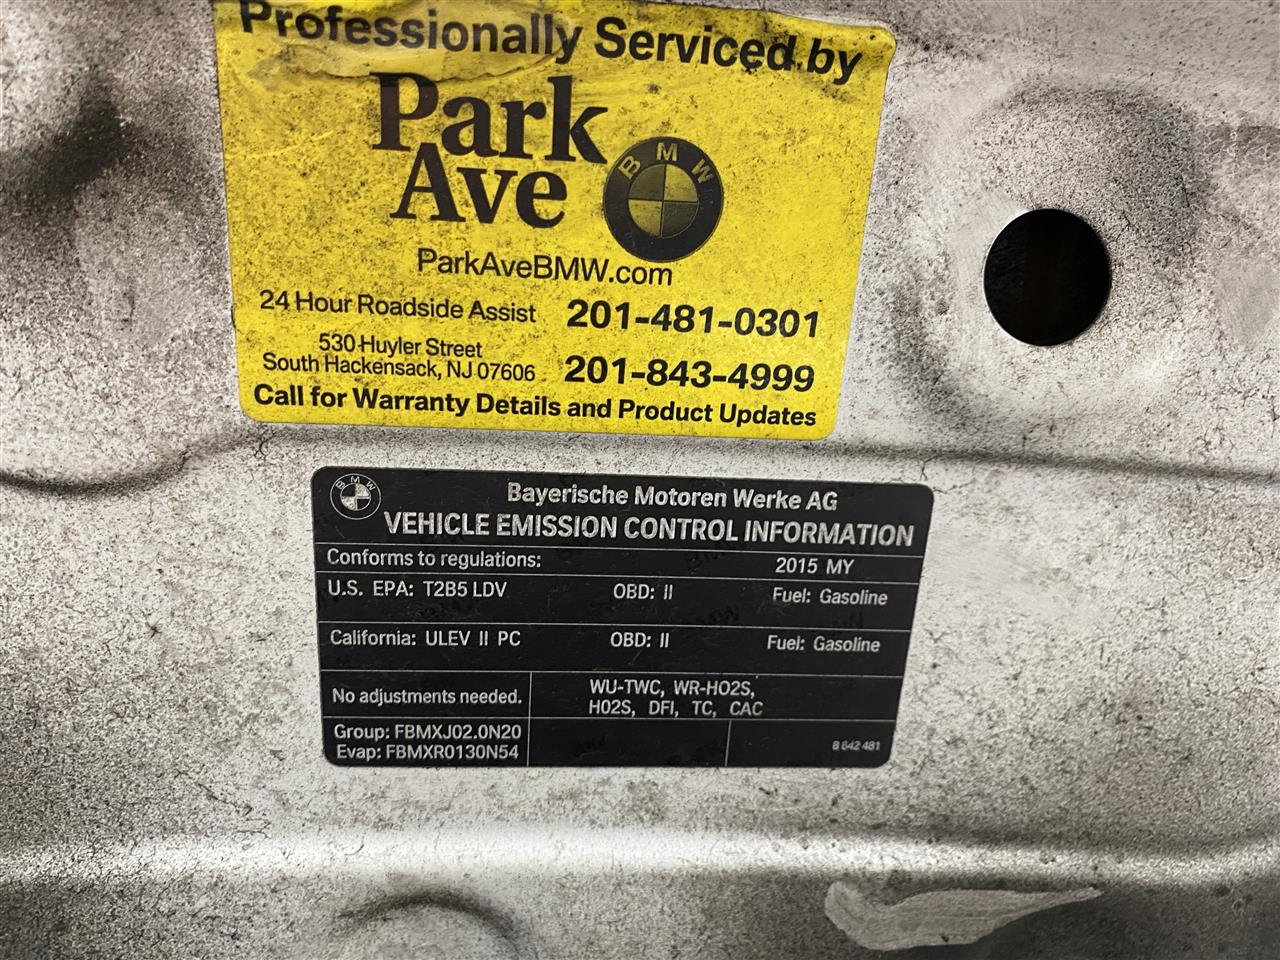 Professionally Serviced by
Park
Ave
BMW
ParkAveBMW.com
24 Hour Roadside Assist 201-481-0301
530 Huyler Street
South Hackensack, NJ 07606 201-843-4999
Call for Warranty Details and Product Updates
BMW
Bayerische Motoren Werke AG
VEHICLE EMISSION CONTROL INFORMATION
Conforms to regulations: 2015 MY
U.S. EPA: T2B5 LDV OBD: II Fuel: Gasoline
California: ULEV II PC OBD: II Fuel: Gasoline
No adjustments needed.
WU-TWC, WR-HO2S,
H02S, DFI, TC, CAC
Group: FBMXJ02.0N20
Evap: FBMXR0130N54
8 642 481